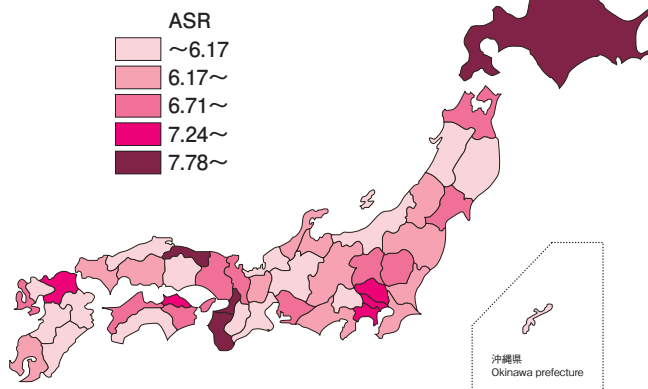 ASR
～6.17
6.17～
6.71～
7.24～
7.78～
沖縄県
Okinawa prefecture